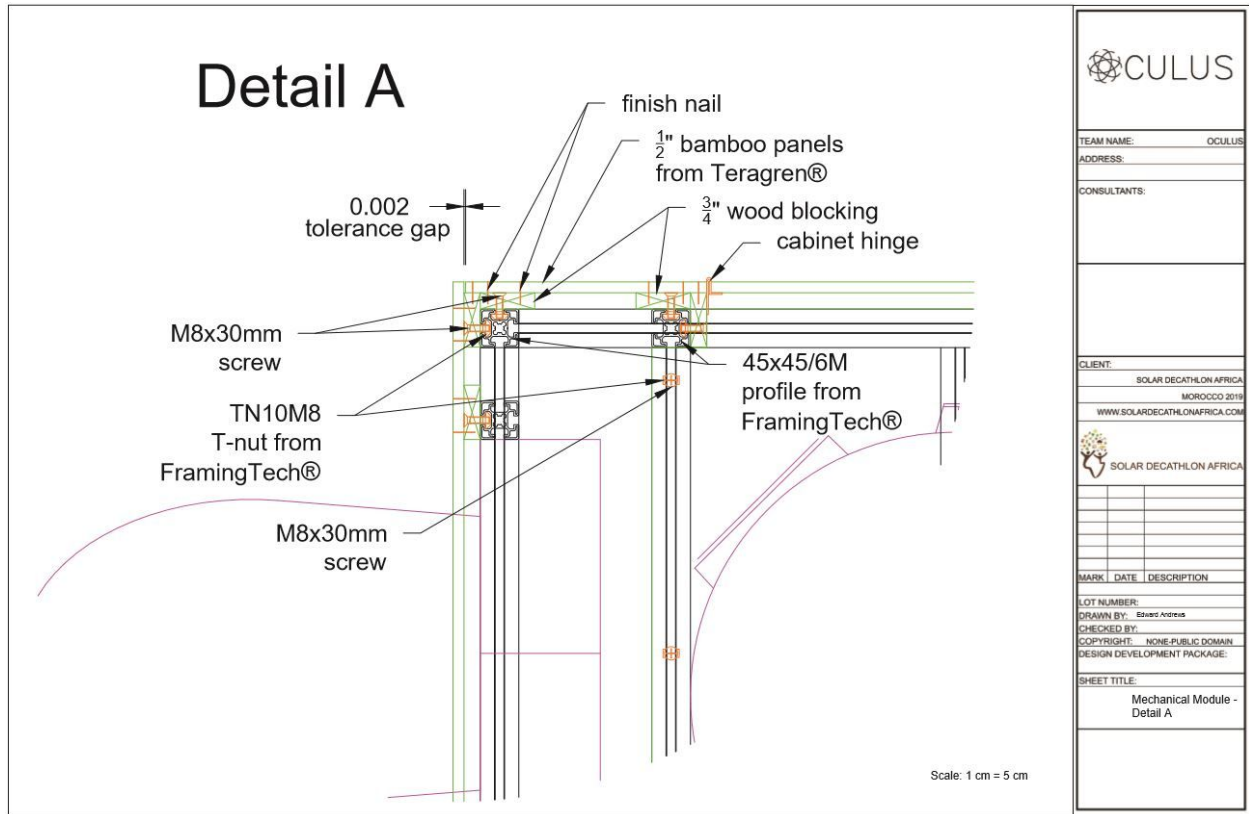 Detail A
finish nail
1/2" bamboo panels
from Teragren®
0.002
tolerance gap
3/4" wood blocking
cabinet hinge
M8x30mm
screw
45x45/6M
profile from
FramingTech®
TN10M8
T-nut from
FramingTech®
M8x30mm
screw
Scale: 1 cm = 5 cm
OCULUS
TEAM NAME: OCULUS
ADDRESS:
CONSULTANTS:
CLIENT:
SOLAR DECATHLON AFRICA
MOROCCO 2019
WWW.SOLARDECATHLONAFRICA.COM
SOLAR DECATHLON AFRICA
MARK DATE DESCRIPTION
LOT NUMBER:
DRAWN BY: Edward Andrews
CHECKED BY:
COPYRIGHT: NONE-PUBLIC DOMAIN
DESIGN DEVELOPMENT PACKAGE:
SHEET TITLE:
Mechanical Module -
Detail A